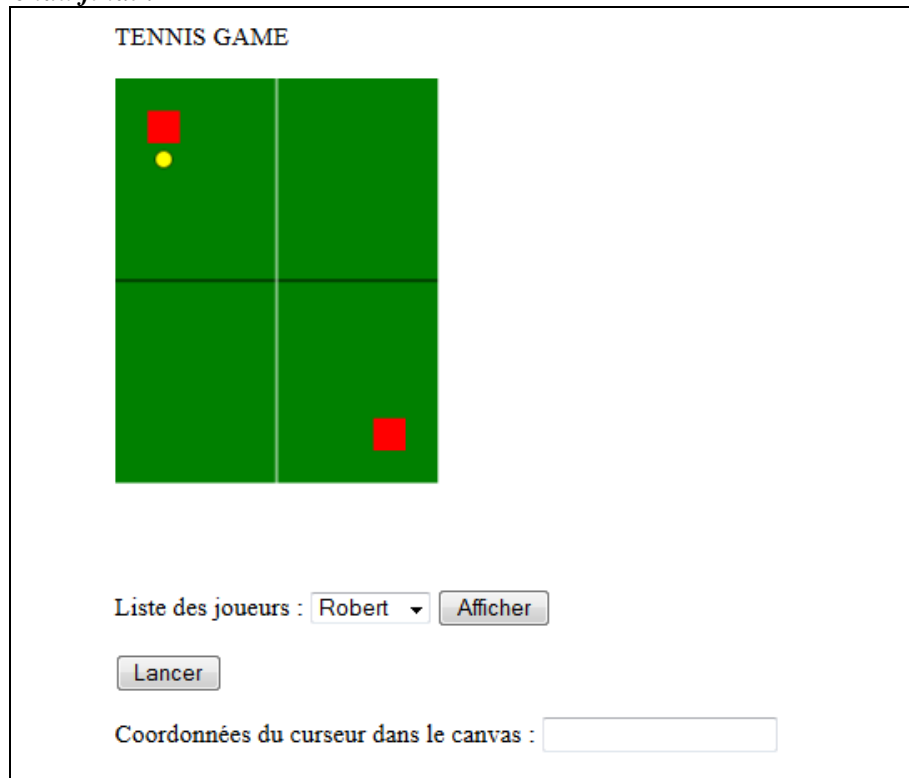 TENNIS GAME
Liste des joueurs : Robert Afficher
Lancer
Coordonnées du curseur dans le canvas :